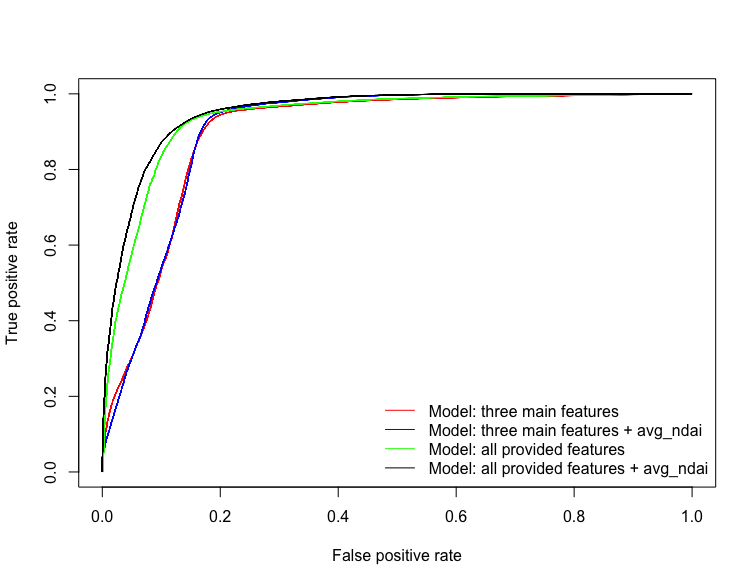 True positive rate
1.0
0.8
0.6
0.4
0.2
0.0
Model: three main features
Model: three main features + avg_ndai
Model: all provided features
Model: all provided features + avg_ndai
0.0 0.2 0.4 0.6 0.8 1.0
False positive rate